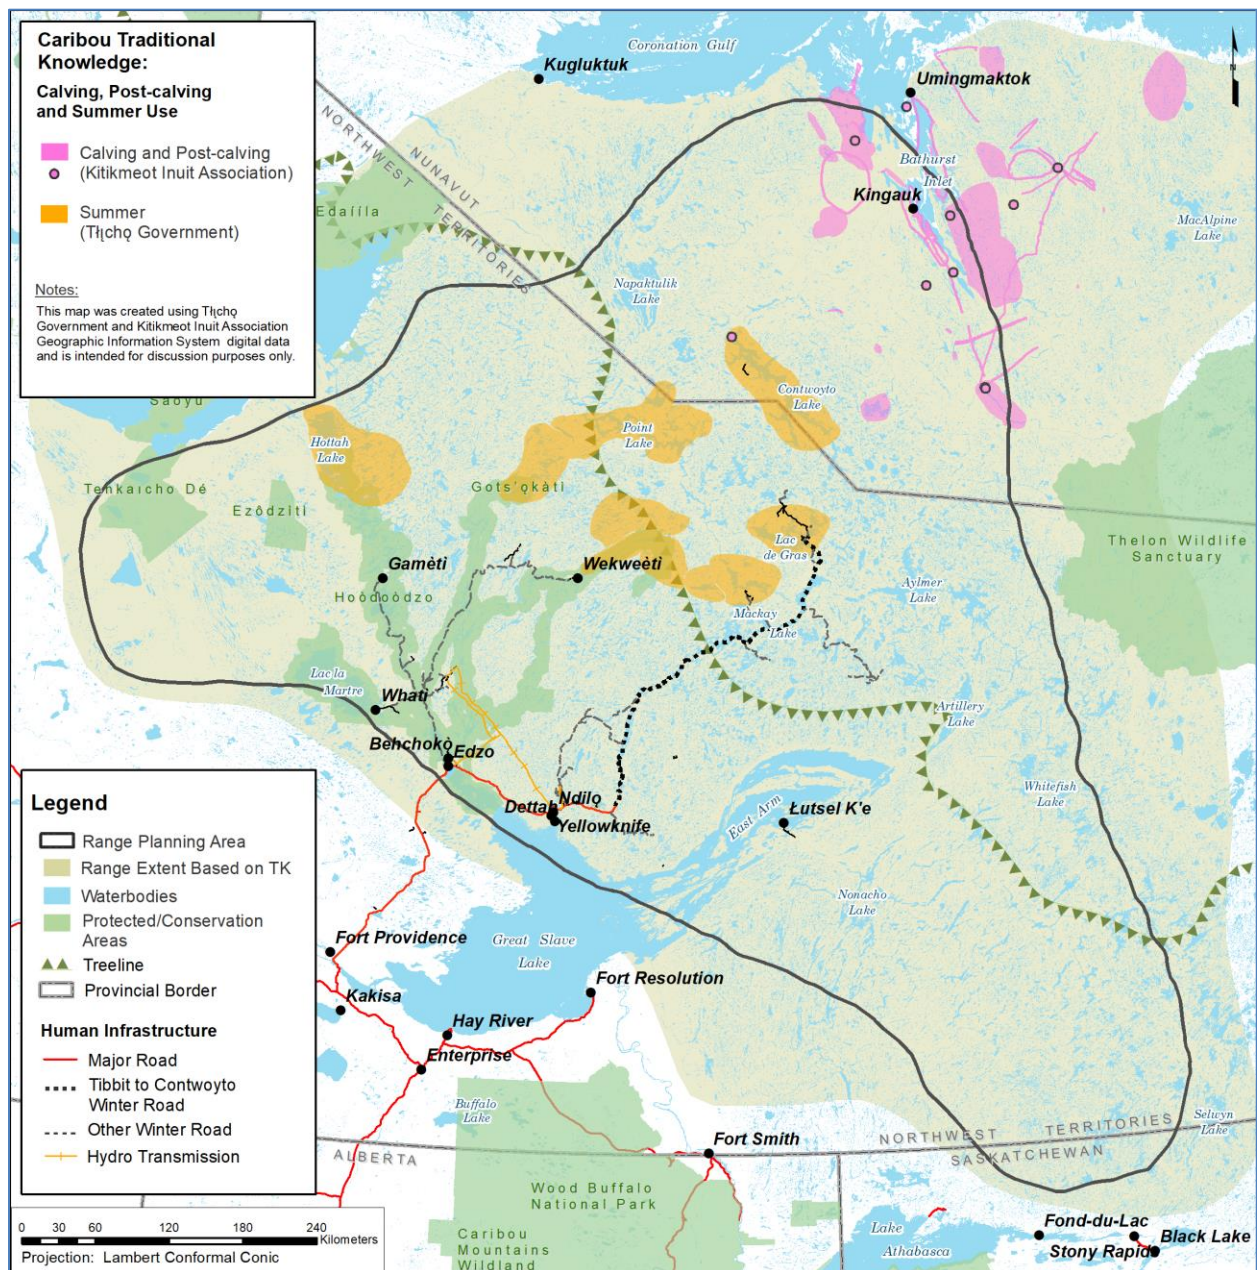 Caribou Traditional
Knowledge:
Calving, Post-calving
and Summer Use
Calving and Post-calving
(Kitikmeot Inuit Association)
Summer
(Tłı̨chǫ Government)
Notes:
This map was created using Tłı̨chǫ
Government and Kitikmeot Inuit Association
Geographic Information System digital data
and is intended for discussion purposes only.
Coronation Gulf
Kugluktuk
Umingmaktok
N
NORTHWEST TERRITORIES
NUNAVUT
Bathurst
Inlet
Kingauk
Edaííla
MacAlpine
Lake
Napaktulik
Lake
Contwoyto
Lake
Saoyú
Hottah
Lake
Point
Lake
Tehkaıcho Dé
Ezǫ̀dzìtì
Gots'ǫkàtì
Thelon Wildlife
Sanctuary
Lac
de Gras
Gamètì
Wekweètì
Hoòdoòdzo
Aylmer
Lake
Mackay
Lake
Lac la
Martre
Whatì
Artillery
Lake
Behchokǫ̀
Edzo
Whitefish
Lake
Ndilǫ
Dettah
Yellowknife
East Arm
Łutsel K'e
Nonacho
Lake
Legend
Range Planning Area
Range Extent Based on TK
Waterbodies
Protected/Conservation
Areas
Treeline
Provincial Border
Human Infrastructure
Major Road
Tibbit to Contwoyto
Winter Road
Other Winter Road
Hydro Transmission
Fort Providence
Great Slave
Lake
Fort Resolution
Kakisa
Hay River
Enterprise
Buffalo
Lake
Selwyn
Lake
Fort Smith
NORTHWEST TERRITORIES
SASKATCHEWAN
ALBERTA
Wood Buffalo
National Park
Caribou
Mountains
Wildland
Lake
Athabasca
Fond-du-Lac
Stony Rapid
Black Lake
0 30 60 120 180 240
Kilometers
Projection: Lambert Conformal Conic